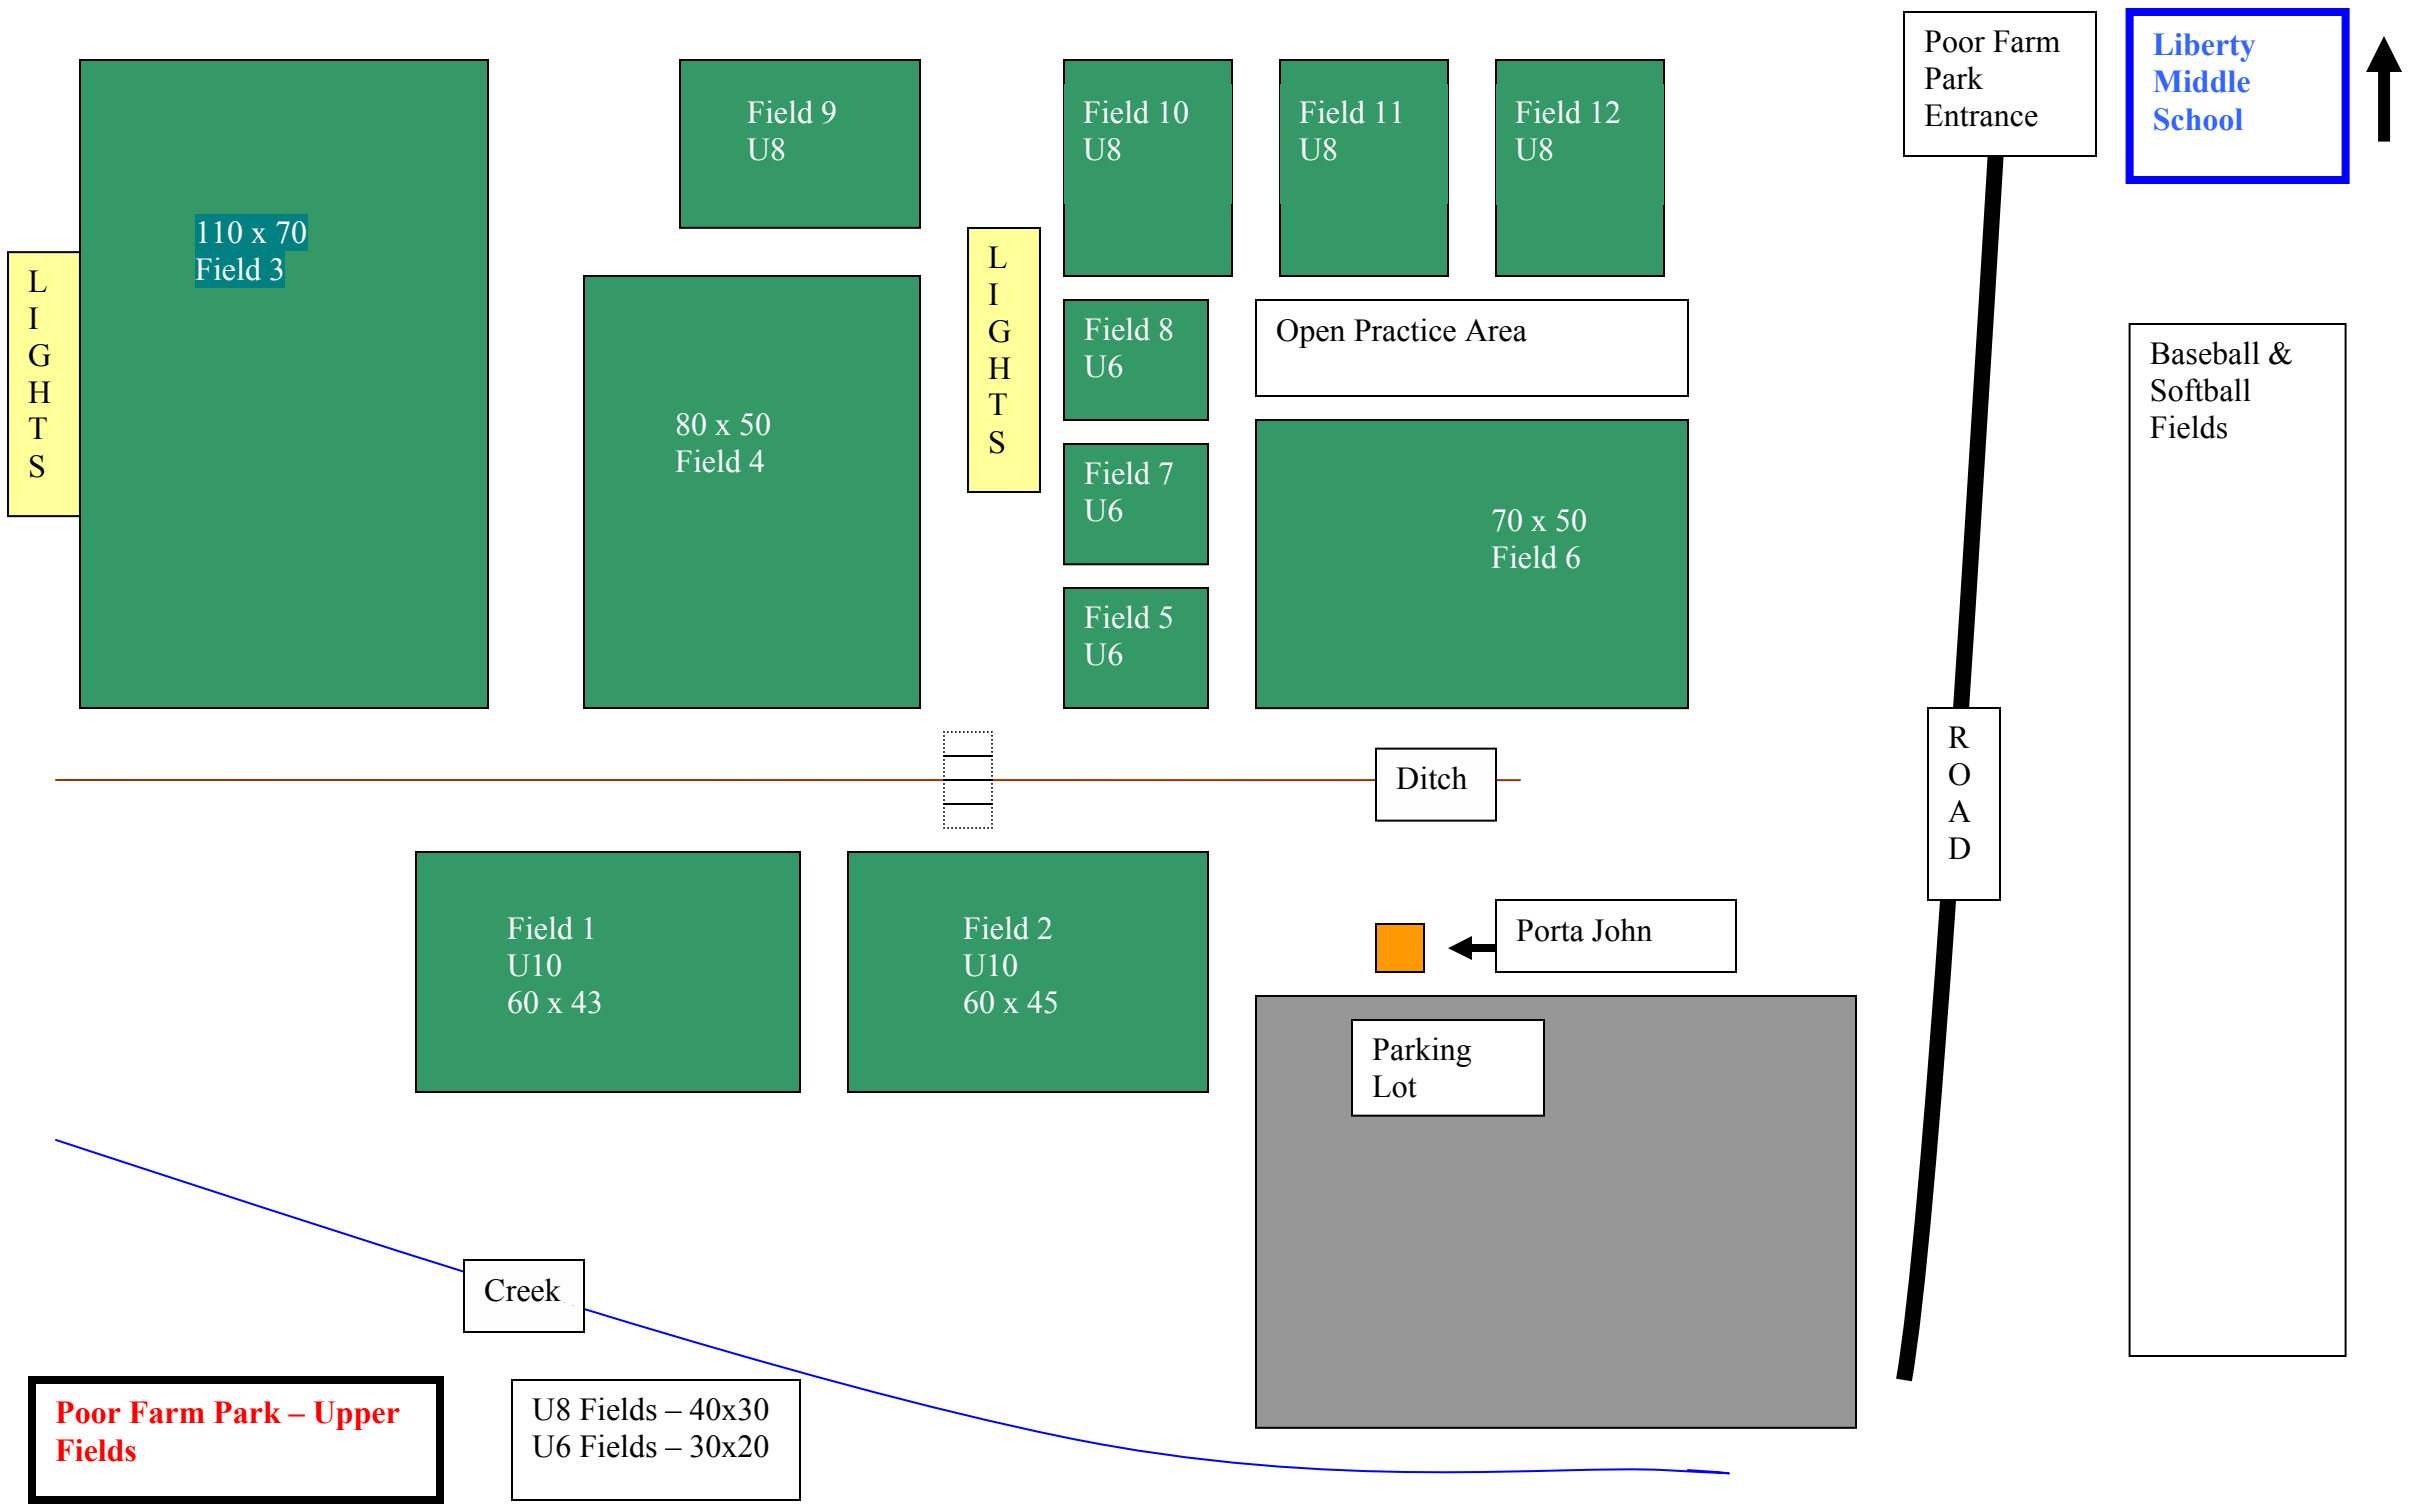 Poor Farm
Park
Entrance
Liberty
Middle
School
Field 9
U8
Field 10
U8
Field 11
U8
Field 12
U8
110 x 70
Field 3
L
I
G
H
T
S
L
I
G
H
T
S
Field 8
U6
Open Practice Area
Baseball &
Softball
Fields
80 x 50
Field 4
Field 7
U6
70 x 50
Field 6
Field 5
U6
R
O
A
D
Ditch
Field 1
U10
60 x 43
Field 2
U10
60 x 45
Porta John
Parking
Lot
Creek
Poor Farm Park – Upper
Fields
U8 Fields – 40x30
U6 Fields – 30x20